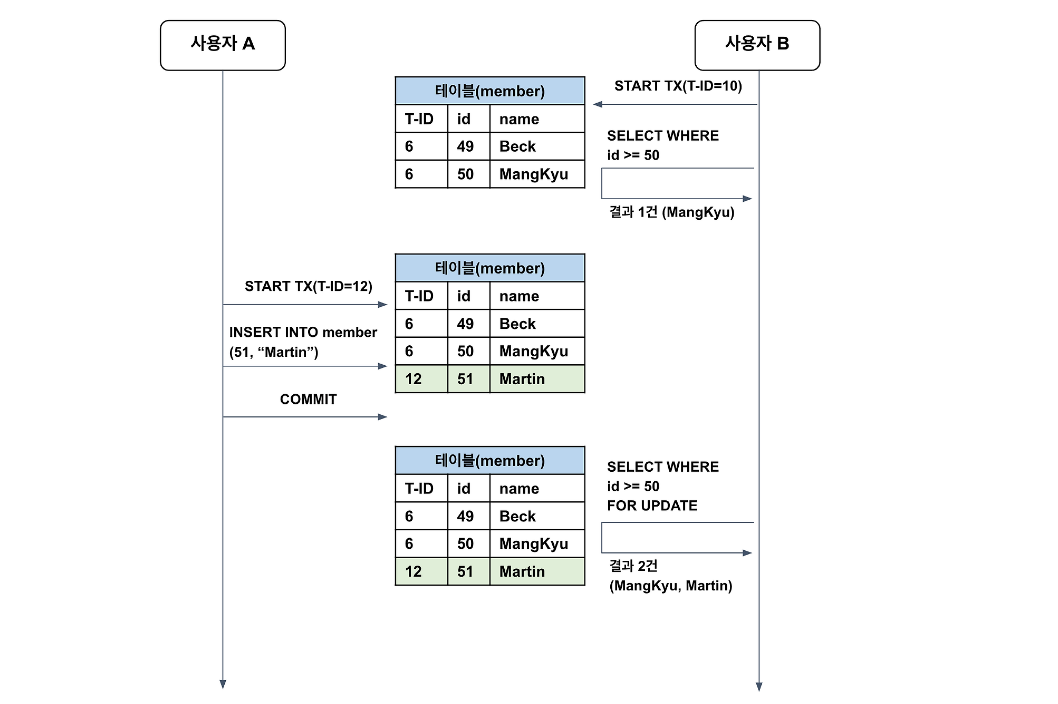 사용자 A
사용자 B
START TX(T-ID=10)
테이블(member)
T-ID id name
6 49 Beck
6 50 MangKyu
SELECT WHERE
id >= 50
결과 1건 (MangKyu)
START TX(T-ID=12)
INSERT INTO member
(51, “Martin”)
COMMIT
테이블(member)
T-ID id name
6 49 Beck
6 50 MangKyu
12 51 Martin
테이블(member)
T-ID id name
6 49 Beck
6 50 MangKyu
12 51 Martin
SELECT WHERE
id >= 50
FOR UPDATE
결과 2건
(MangKyu, Martin)